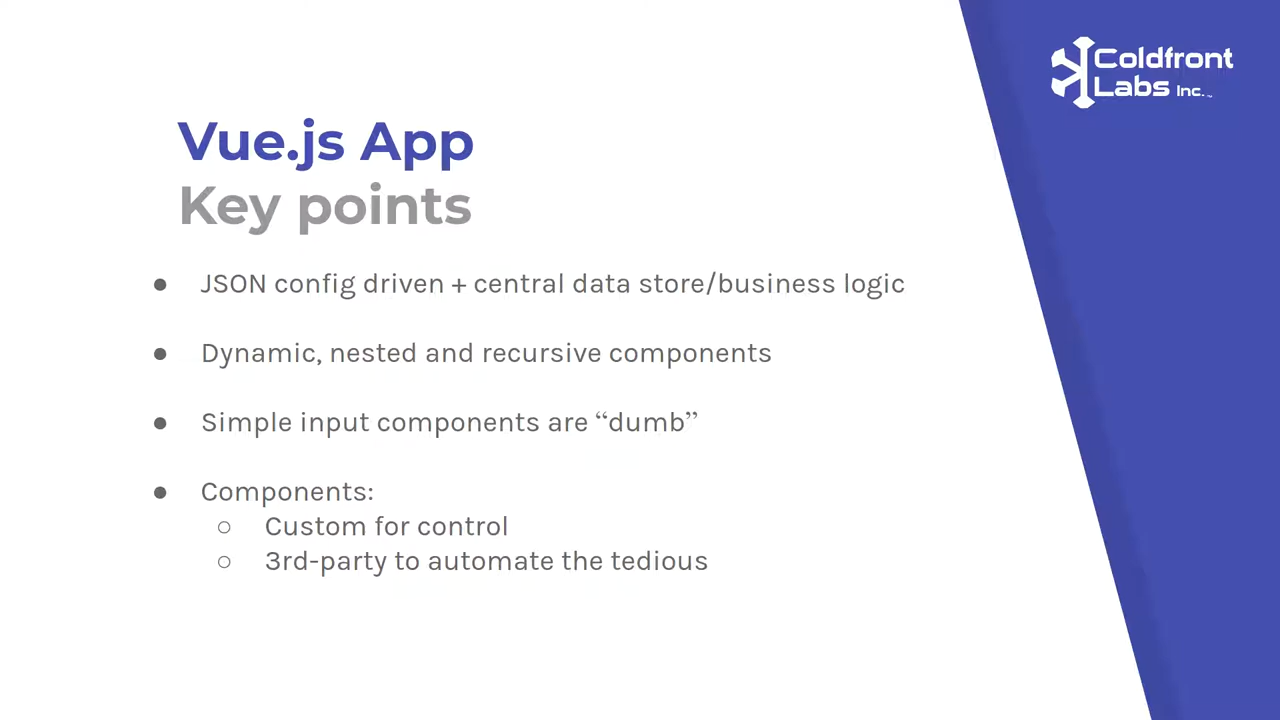 Coldfront
Labs Inc.™
Vue.js App
Key points
● JSON config driven + central data store/business logic
● Dynamic, nested and recursive components
● Simple input components are “dumb”
● Components:
○ Custom for control
○ 3rd-party to automate the tedious